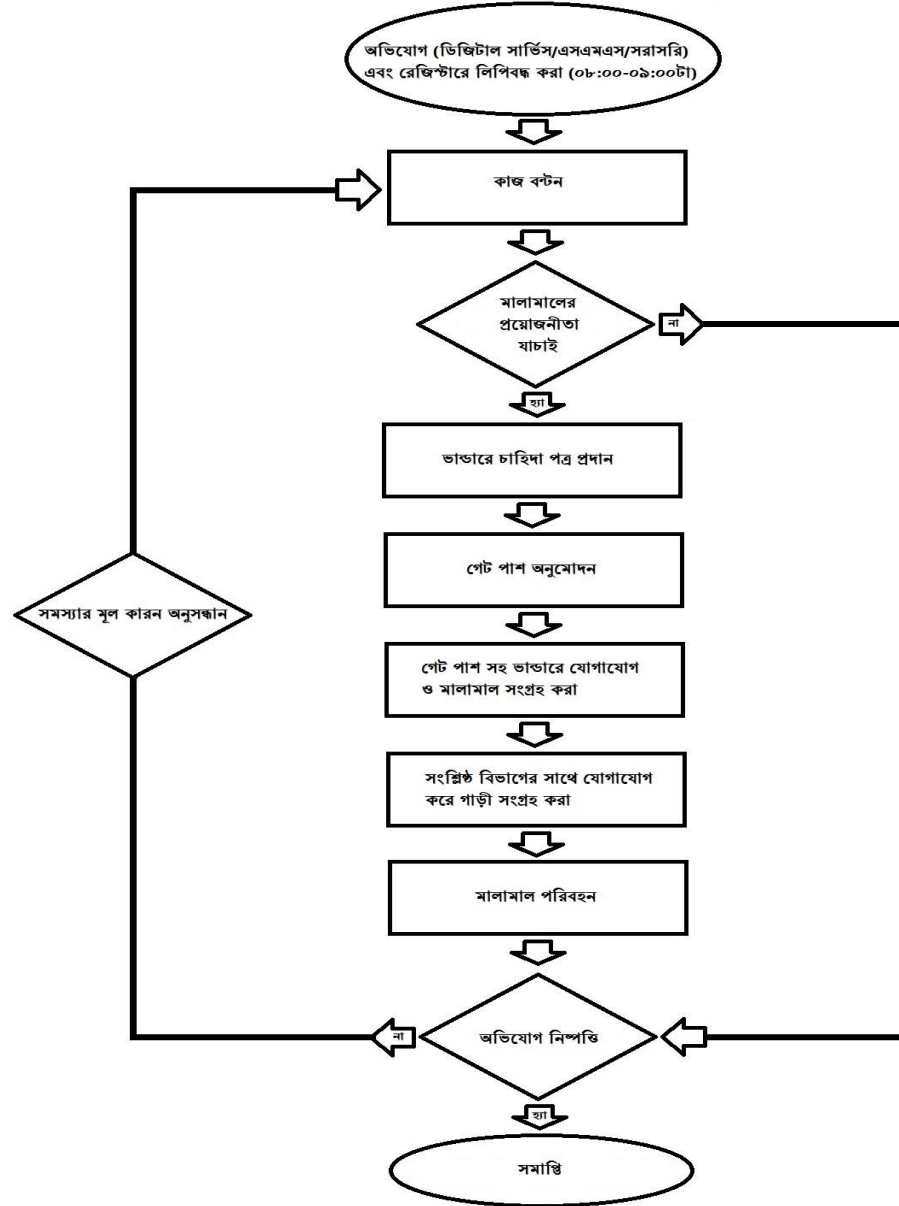 অভিযোগ (ডিজিটাল সার্ভিস/এসএমএস/সরাসরি)
এবং রেজিস্টারে লিপিবদ্ধ করা (০৮:০০-০৯:০০টা)
কাজ বন্টন
মালামালের
প্রয়োজনীতা
যাচাই
না
হ্যা
ভান্ডারে চাহিদা পত্র প্রদান
গেট পাশ অনুমোদন
সমস্যার মূল কারন অনুসন্ধান
গেট পাশ সহ ভান্ডারে যোগাযোগ
ও মালামাল সংগ্রহ করা
সংশ্লিষ্ঠ বিভাগের সাথে যোগাযোগ
করে গাড়ী সংগ্রহ করা
মালামাল পরিবহন
না
অভিযোগ নিষ্পত্তি
হ্যা
সমাপ্তি